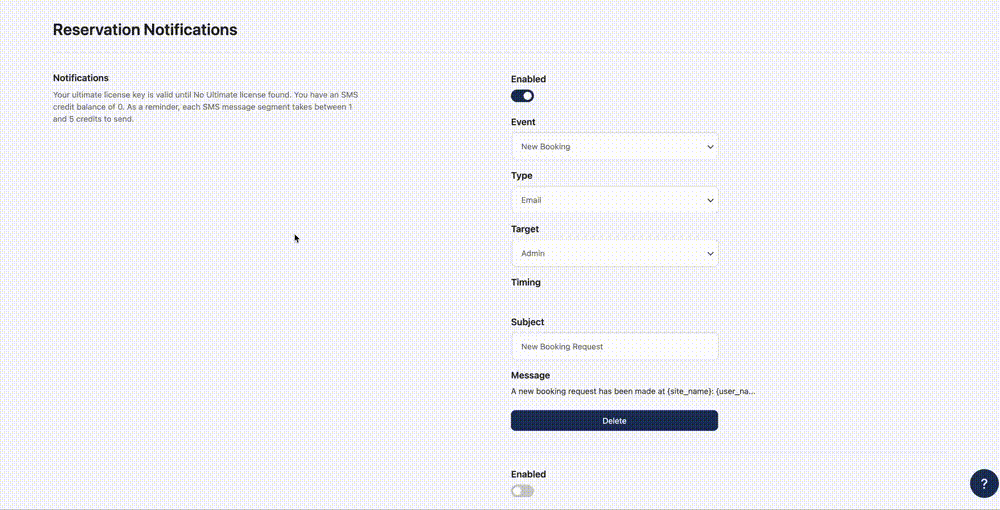 Reservation Notifications
Notifications
Your ultimate license key is valid until No Ultimate license found. You have an SMS
credit balance of 0. As a reminder, each SMS message segment takes between 1
and 5 credits to send.
Enabled
Event
New Booking
Type
Email
Target
Admin
Timing
Subject
New Booking Request
Message
A new booking request has been made at {site_name}: {user_na...
Delete
Enabled
?